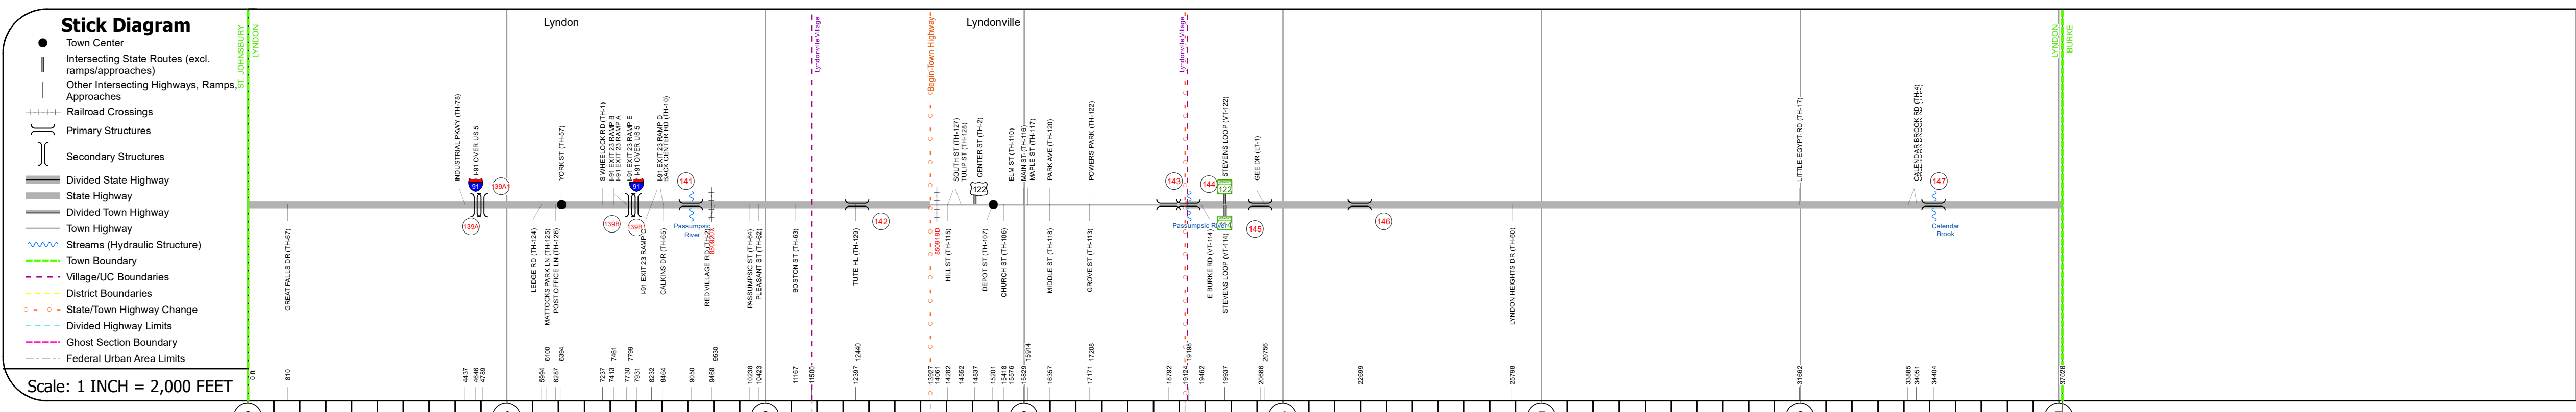 Stick Diagram
Town Center
Intersecting State Routes (excl.
ramps/approaches)
Other Intersecting Highways, Ramps,
Approaches
Railroad Crossings
Primary Structures
Secondary Structures
Divided State Highway
State Highway
Divided Town Highway
Town Highway
Streams (Hydraulic Structure)
Town Boundary
Village/UC Boundaries
District Boundaries
State/Town Highway Change
Divided Highway Limits
Ghost Section Boundary
Federal Urban Area Limits
Scale: 1 INCH = 2,000 FEET
ST. JOHNSBURY
LYNDON
Lyndon
Lyndonville Village
Begin Town Highway
Lyndonville
Lyndonville Village
LYNDON
BURKE
INDUSTRIAL PKWY (TH-78)
I-91 OVER US 5
YORK ST (TH-57)
S WHEELOCK RD (TH-1)
I-91 EXIT 23 RAMP B
I-91 EXIT 23 RAMP A
I-91 EXIT 23 RAMP E
I-91 OVER US 5
I-91 EXIT 23 RAMP D
BACK CENTER RD (TH-10)
SOUTH ST (TH-127)
TULIP ST (TH-128)
CENTER ST (TH-2)
ELM ST (TH-110)
MAIN ST (TH-116)
MAPLE ST (TH-117)
PARK AVE (TH-120)
POWERS PARK (TH-122)
STEVENS LOOP (VT-122)
GEE DR (LT-1)
LITTLE EGYPT RD (TH-17)
CALENDAR BROOK RD (TH-4)
91
139A1
91
141
122
143
144
122
147
139A
139B
142
114
145
146
Passumpsic
River
Passumpsic River
Calendar
Brook
GREAT FALLS DR (TH-67)
LEDGE RD (TH-124)
MATTOCKS PARK LN (TH-125)
POST OFFICE LN (TH-126)
I-91 EXIT 23 RAMP C
CALKINS DR (TH-65)
RED VILLAGE RD (TH-2)
PASSUMPSIC ST (TH-64)
PLEASANT ST (TH-62)
BOSTON ST (TH-63)
TUTE HL (TH-129)
850919D
HILL ST (TH-115)
DEPOT ST (TH-107)
CHURCH ST (TH-106)
MIDDLE ST (TH-118)
GROVE ST (TH-113)
E BURKE RD (VT-114)
STEVENS LOOP (VT-114)
LYNDON HEIGHTS DR (TH-60)
0 ft
810
4437
4646
4789
5994
6100
6287
6394
7237
7413
7461
7730
7799
7931
8232
8464
9050
9468
9530
10238
10423
11167
11500
12397
12440
13927
14061
14282
14552
14837
15201
15418
15576
15829
15914
16357
17171
17208
18792
19124
19198
19462
19937
20666
20756
22699
25798
31662
33885
34051
34404
37026